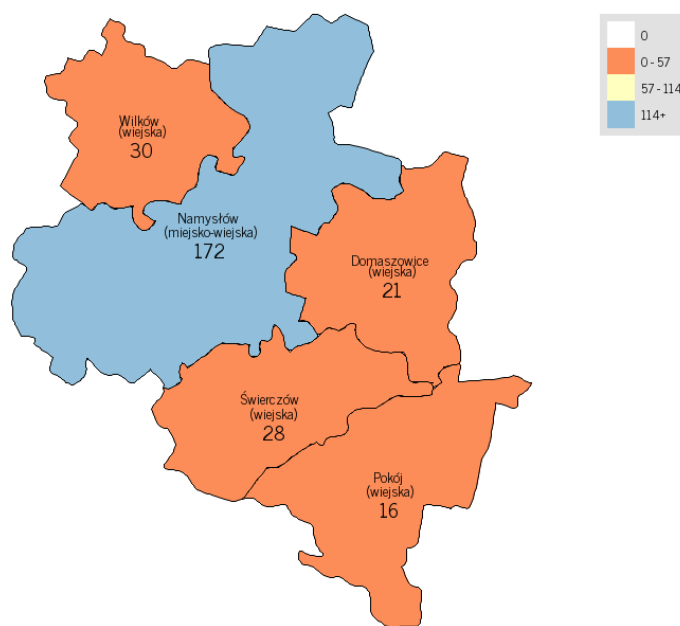 0
0 - 57
57 - 114
114+
Wilków
(wiejska)
30
Namysłów
(miejsko-wiejska)
172
Domaszowice
(wiejska)
21
Świerczów
(wiejska)
28
Pokój
(wiejska)
16